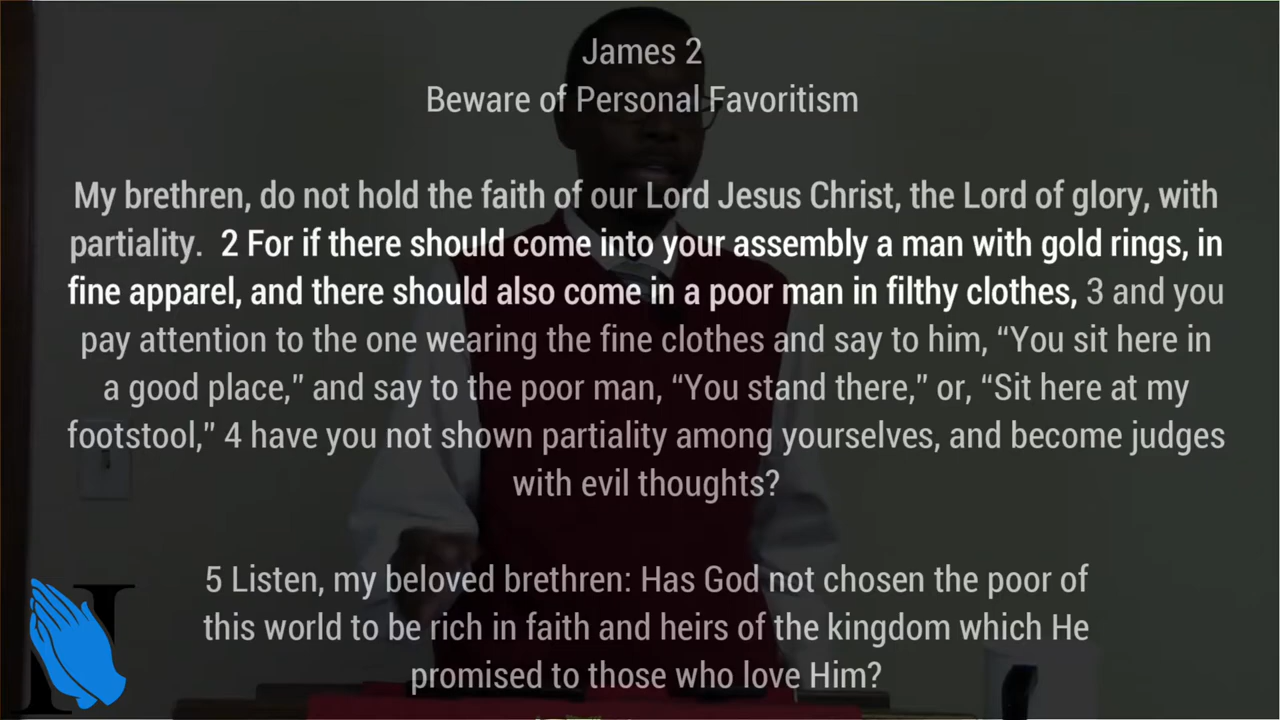 James 2
Beware of Personal Favoritism
My brethren, do not hold the faith of our Lord Jesus Christ, the Lord of glory, with
partiality. 2 For if there should come into your assembly a man with gold rings, in
fine apparel, and there should also come in a poor man in filthy clothes, 3 and you
pay attention to the one wearing the fine clothes and say to him, “You sit here in
a good place,” and say to the poor man, “You stand there,” or, “Sit here at my
footstool,” 4 have you not shown partiality among yourselves, and become judges
with evil thoughts?
5 Listen, my beloved brethren: Has God not chosen the poor of
this world to be rich in faith and heirs of the kingdom which He
promised to those who love Him?